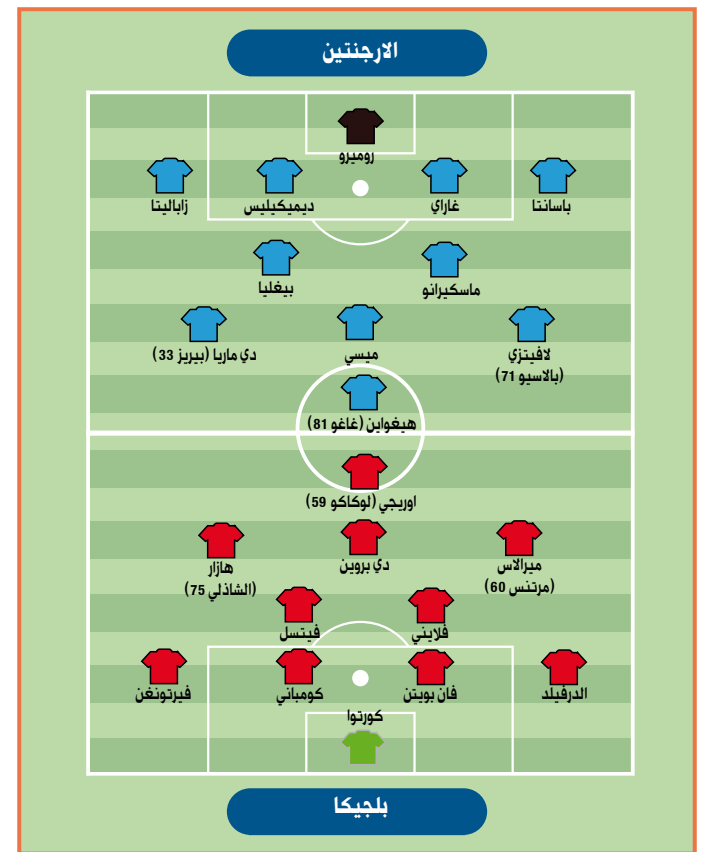 الارجنتين
روميرو
باسانتا غاراي ديميكيليس زاباليتا
ماسكيرانو بيغليا
لافيتزي ميسي دي ماريا (بيريز 33)
(بالاسيو 71)
هيغواين (غاغو 81)
اوريجي (لوكاكو 59)
ميرالاس دي بروين هازار
(مرتنس 60) (الشاذلي 75)
فلايني فيتسل
الدرفيلد فان بويتن كومباني فيرتونغن
كورتوا
بلجيكا